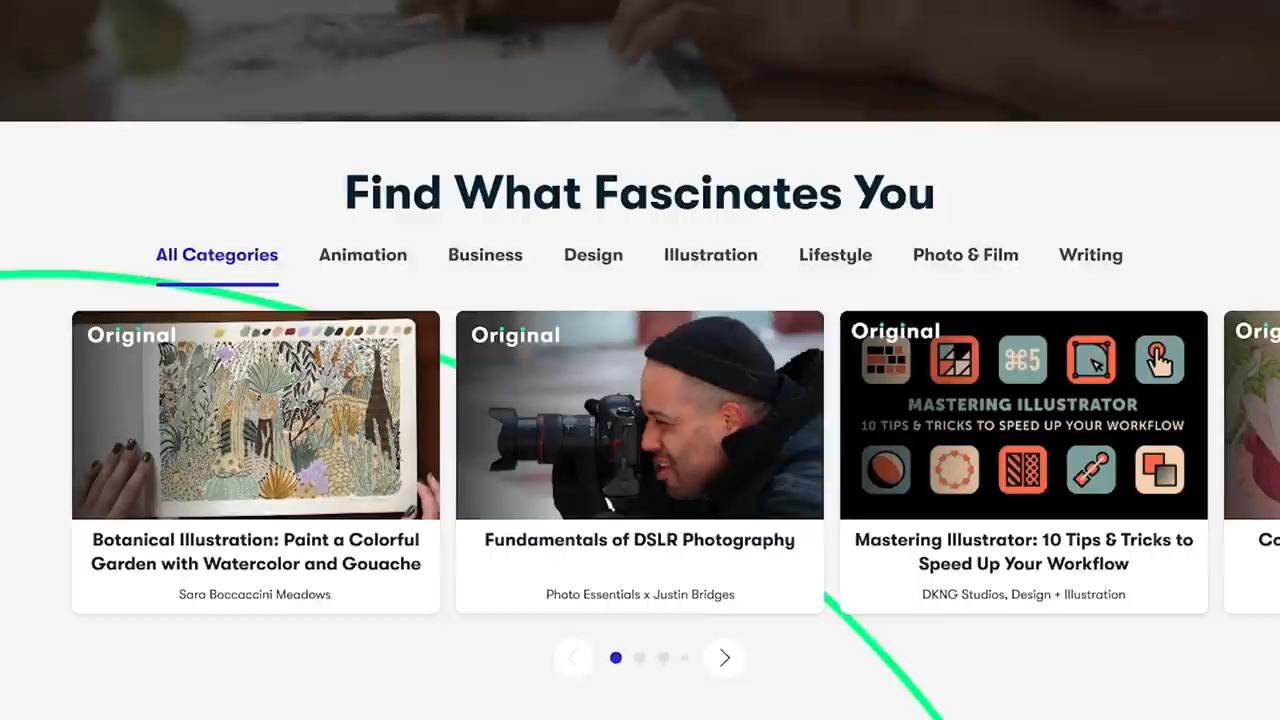 Find What Fascinates You
All Categories Animation Business Design Illustration Lifestyle Photo & Film Writing
Original
Botanical Illustration: Paint a Colorful
Garden with Watercolor and Gouache
Sara Boccaccini Meadows
Original
Fundamentals of DSLR Photography
Photo Essentials x Justin Bridges
Original
⌘5
MASTERING ILLUSTRATOR
10 TIPS & TRICKS TO SPEED UP YOUR WORKFLOW
Mastering Illustrator: 10 Tips & Tricks to
Speed Up Your Workflow
DKNG Studios, Design + Illustration